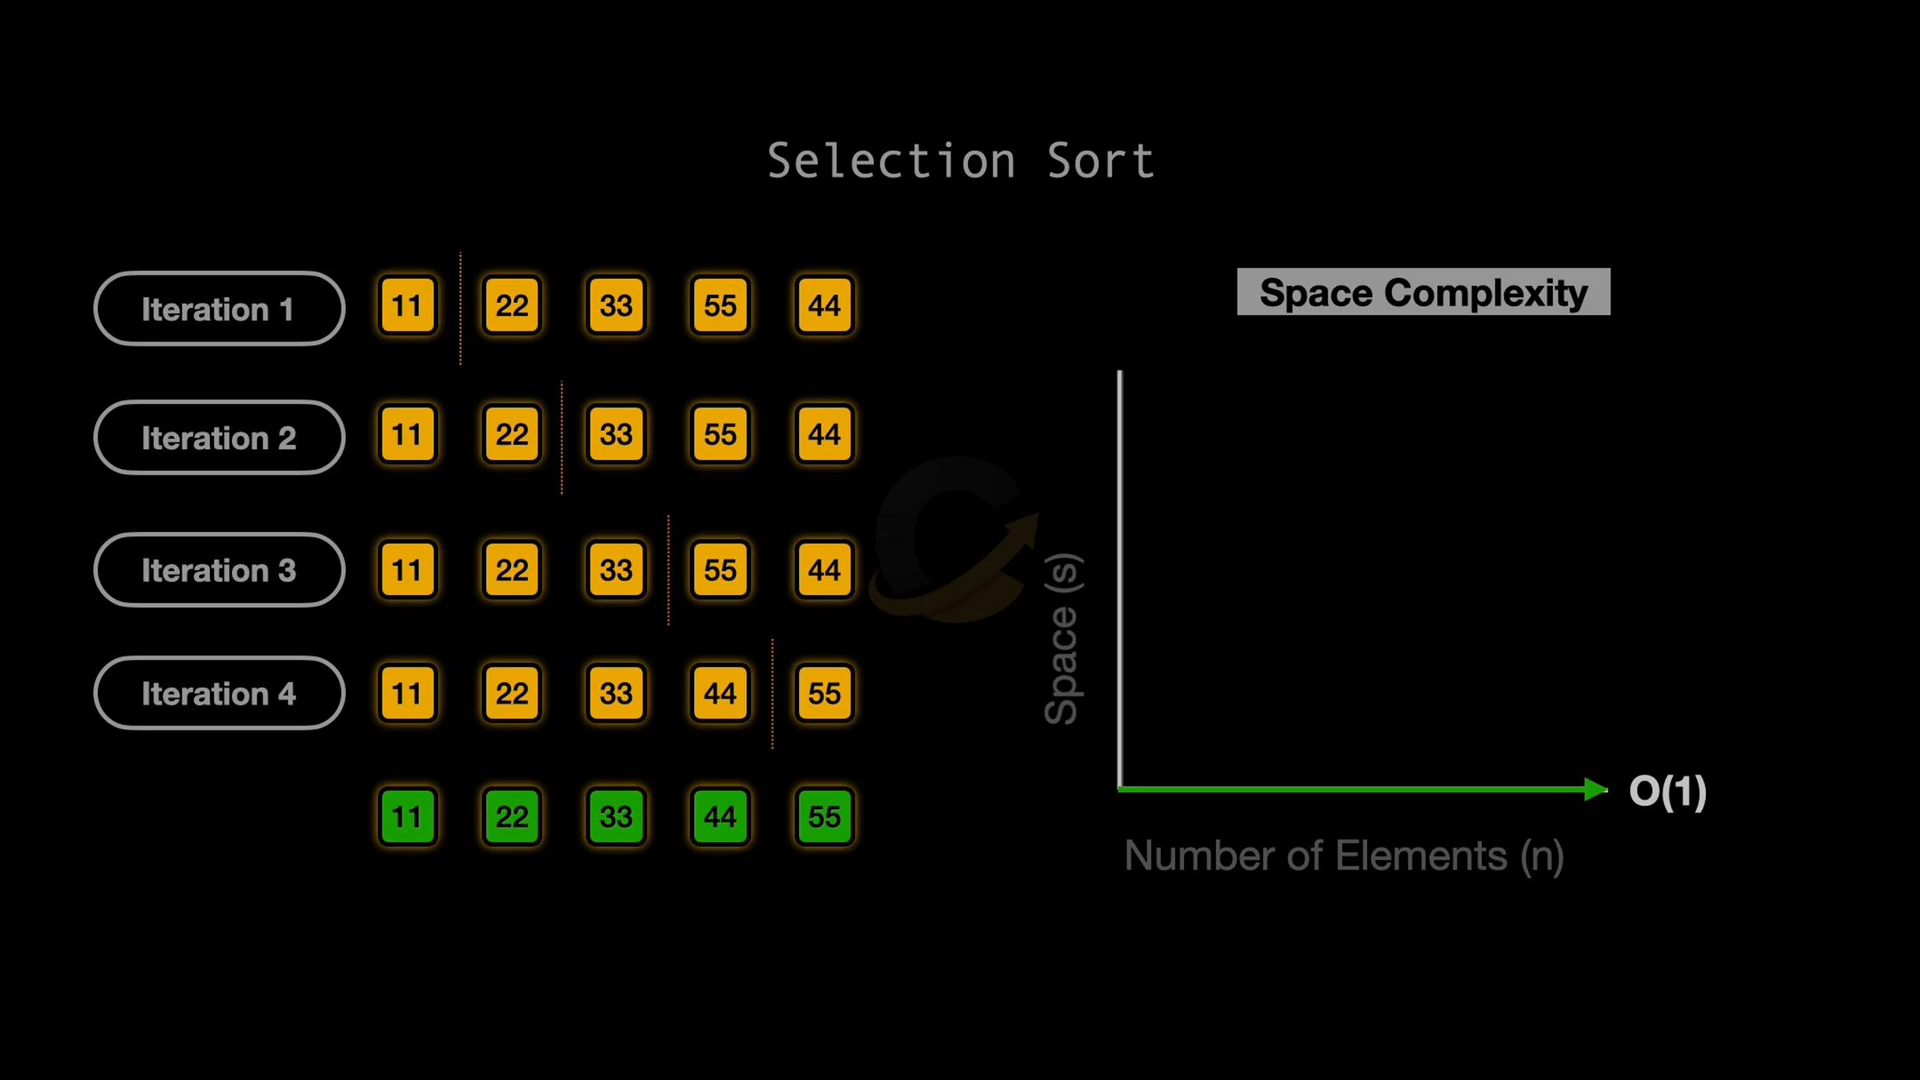 Selection Sort
Iteration 1 11 22 33 55 44
Iteration 2 11 22 33 55 44
Iteration 3 11 22 33 55 44
Iteration 4 11 22 33 44 55
11 22 33 44 55
Space Complexity
Space (s)
O(1)
Number of Elements (n)